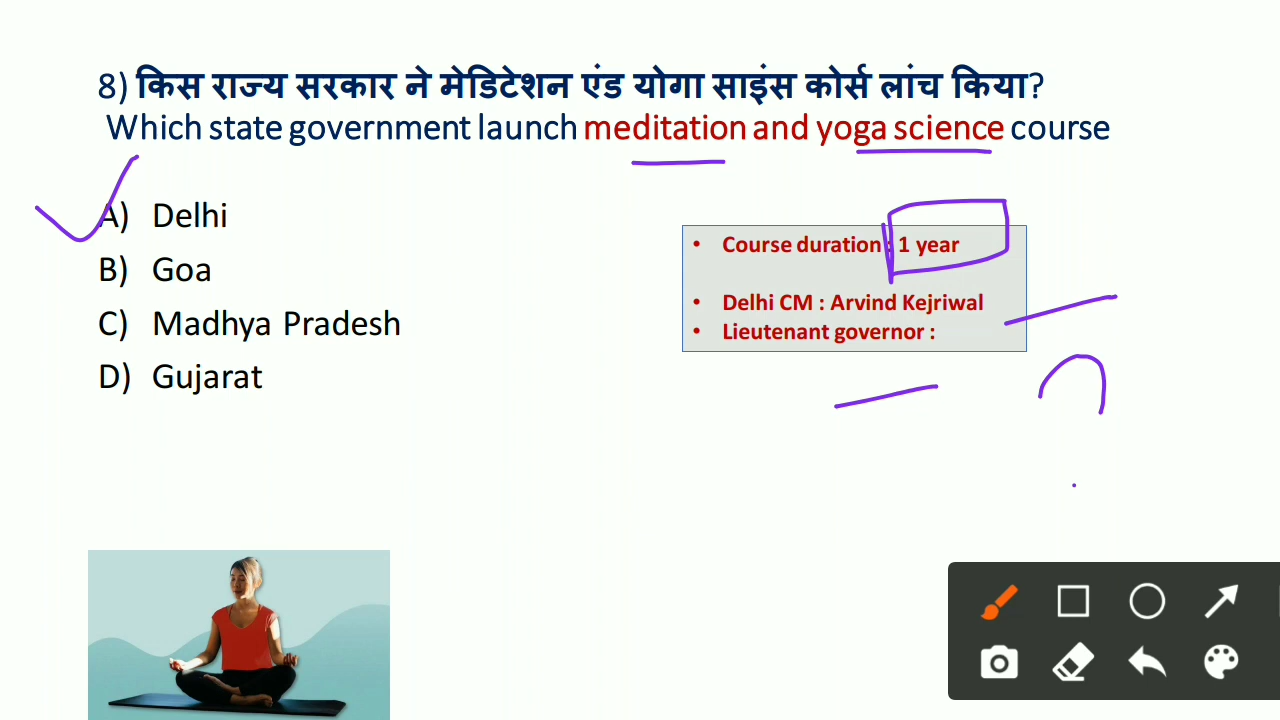 8) किस राज्य सरकार ने मेडिटेशन एंड योगा साइंस कोर्स लांच किया?
Which state government launch meditation and yoga science course
A) Delhi
B) Goa
C) Madhya Pradesh
D) Gujarat
• Course duration : 1 year
• Delhi CM : Arvind Kejriwal
• Lieutenant governor :